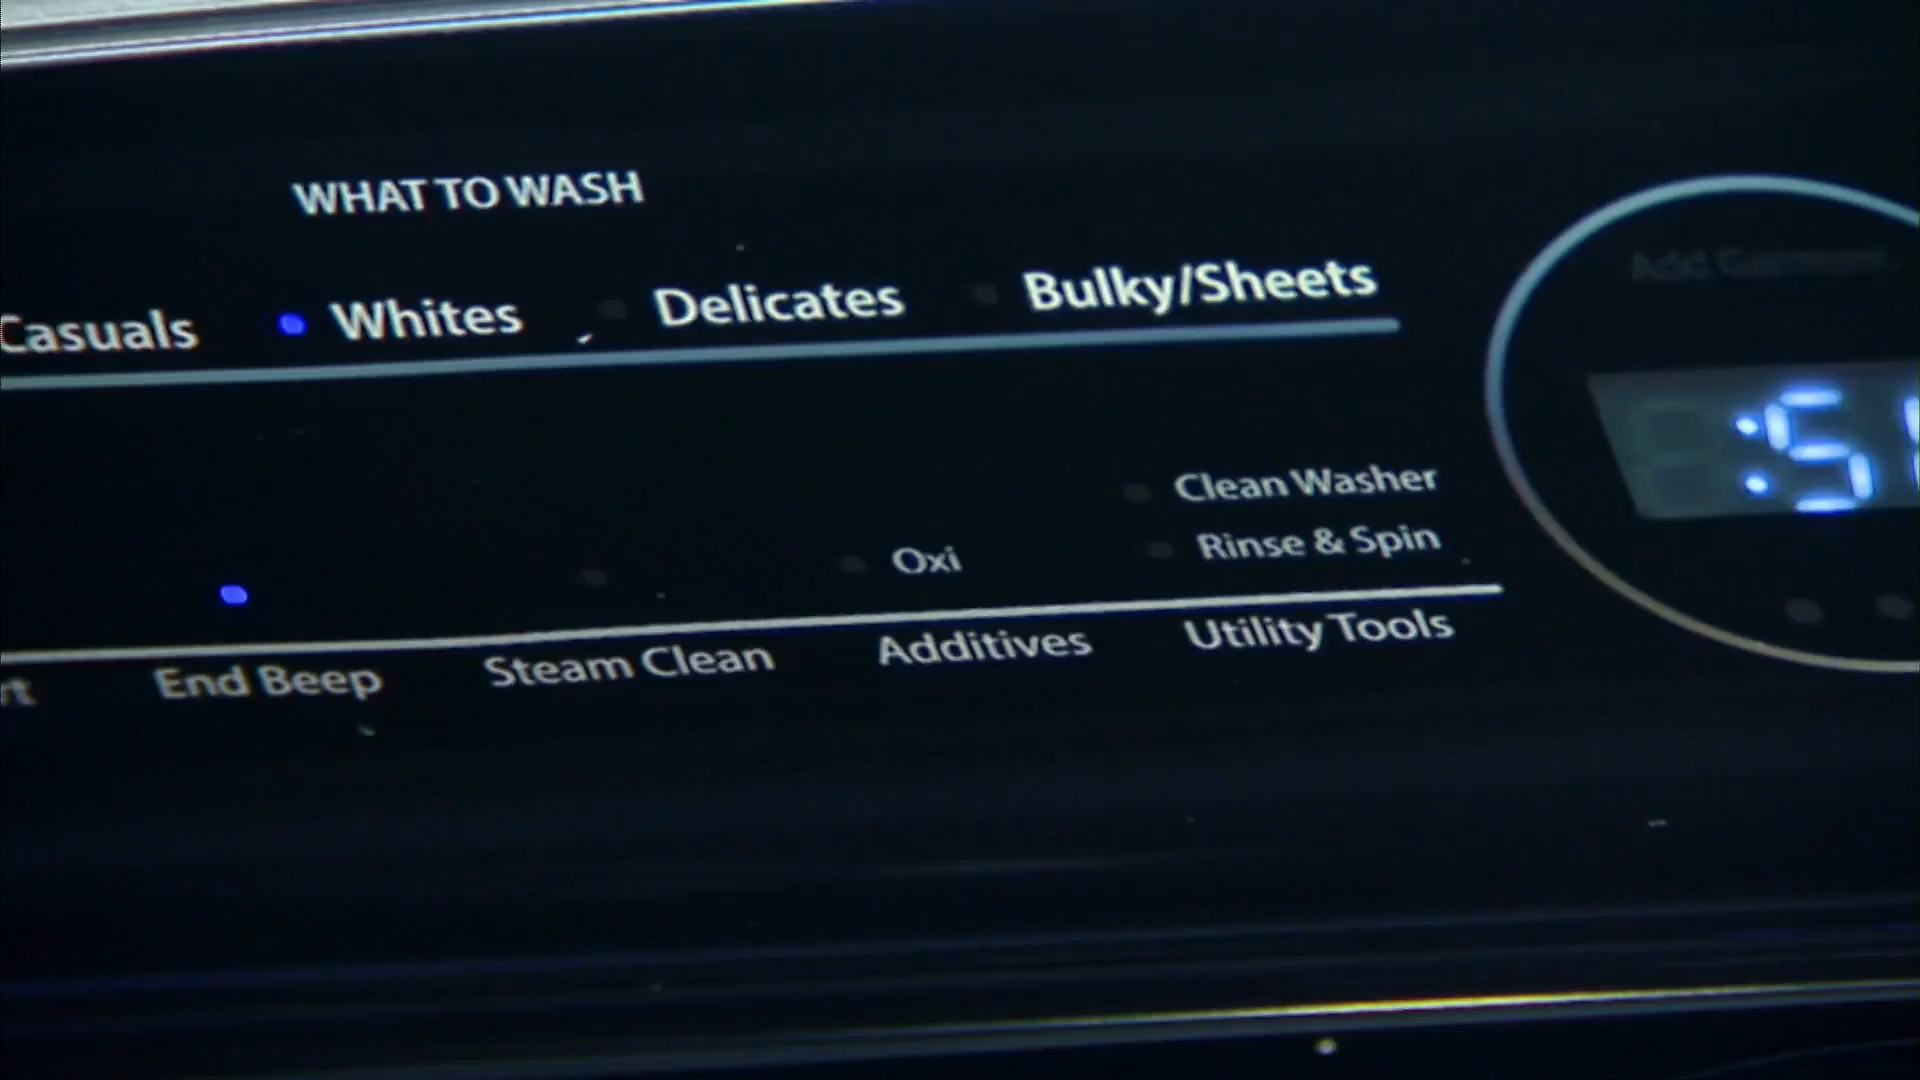 WHAT TO WASH
Casuals Whites Delicates Bulky/Sheets
Clean Washer
Oxi Rinse & Spin
End Beep Steam Clean Additives Utility Tools